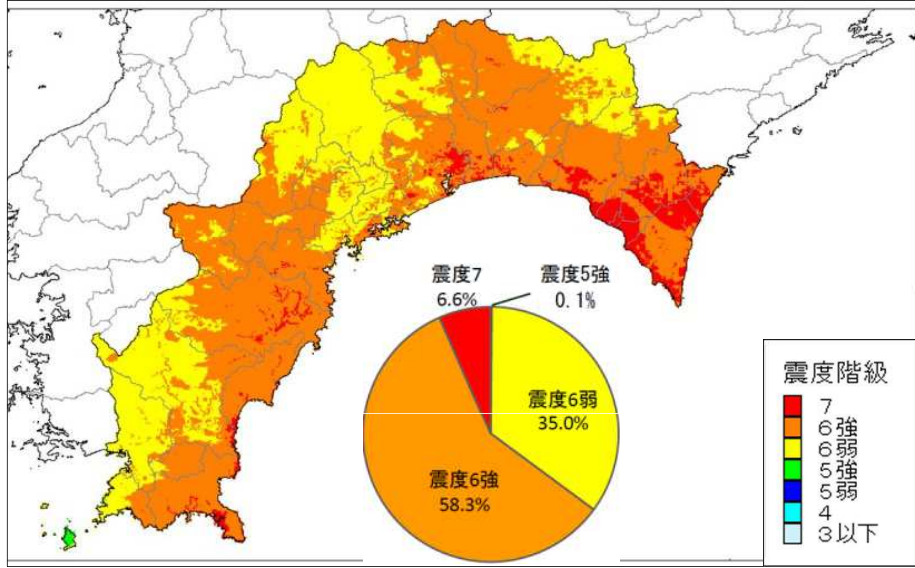 震度7
6.6%
震度5強
0.1%
震度6弱
35.0%
震度6強
58.3%
震度階級
7
6強
6弱
5強
5弱
4
3以下